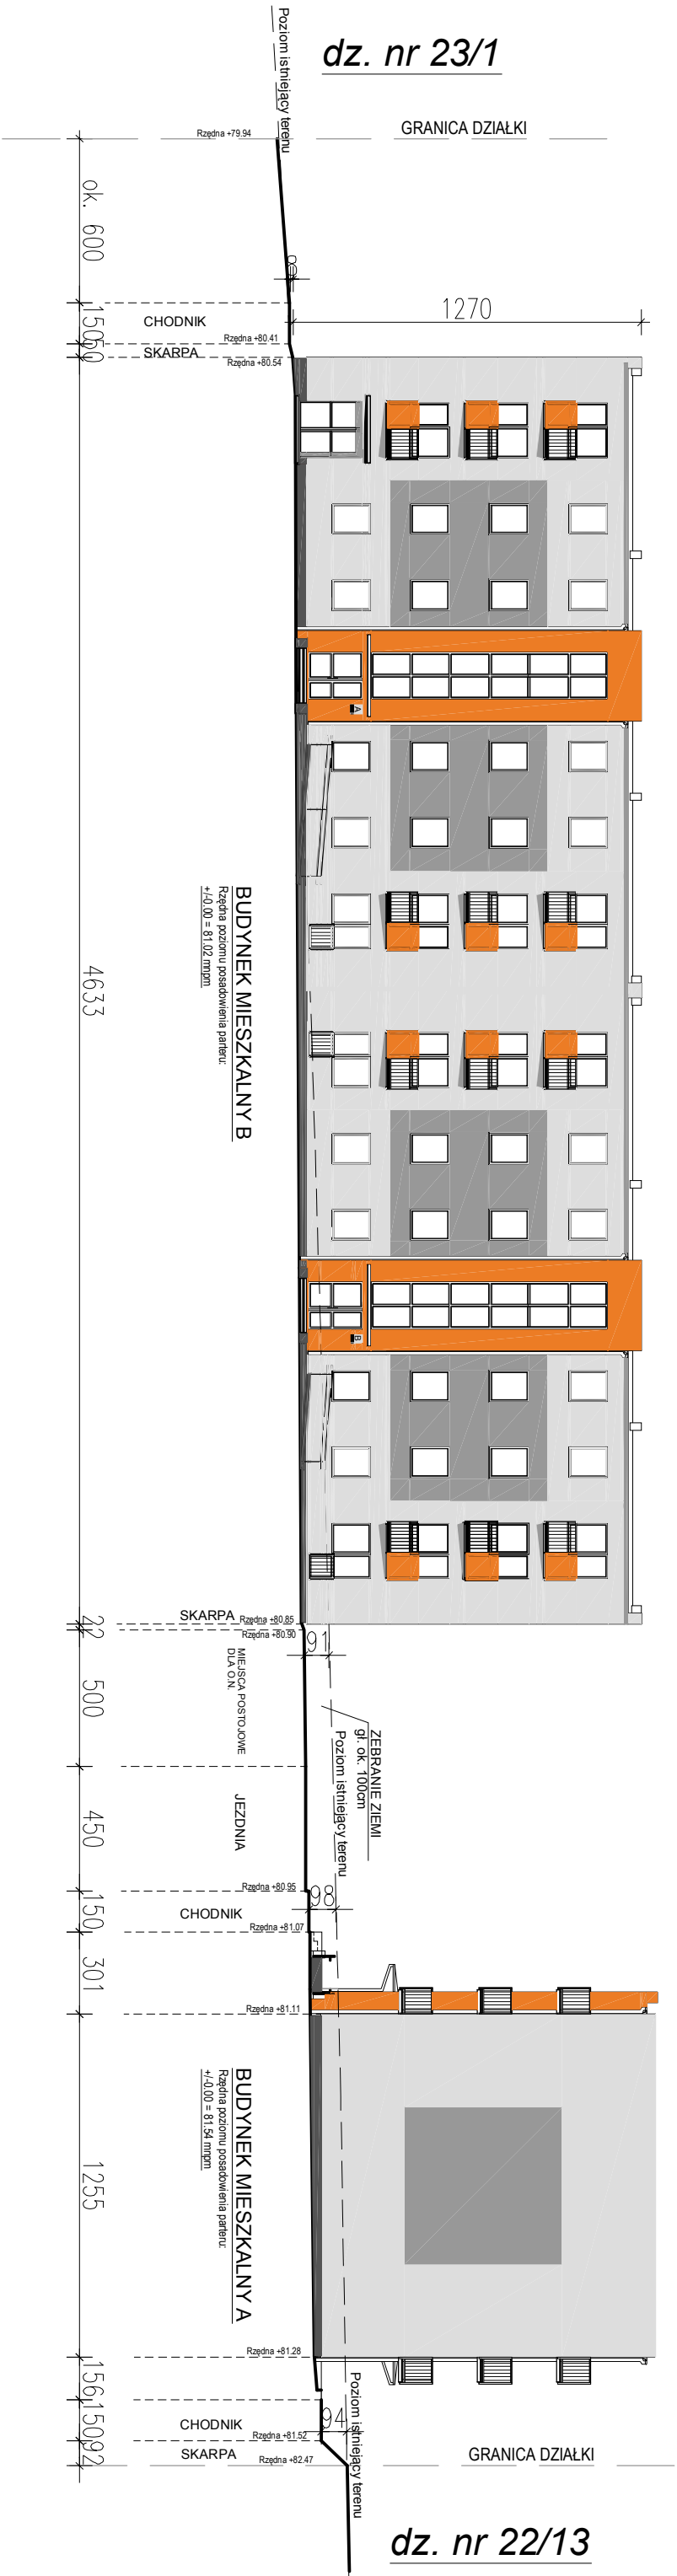 dz. nr 23/1
Poziom istniejący terenu
GRANICA DZIAŁKI
Rzędna +79.94
ok. 600
1270
CHODNIK
150
Rzędna +80.41
SKARPA
60
Rzędna +80.54
A
BUDYNEK MIESZKALNY B
Rzędna poziomu posadowienia parteru:
+/-0.00 = 81.02 mnpm
4633
B
SKARPA
Rzędna +80.85
22
Rzędna +80.90
91
MIEJSCA POSTOJOWE
DLA O.N.
500
ZEBRANIE ZIEMI
gł. ok. 100cm
Poziom istniejący terenu
JEZDNIA
450
Rzędna +80.95
98
150
CHODNIK
Rzędna +81.07
301
Rzędna +81.11
BUDYNEK MIESZKALNY A
Rzędna poziomu posadowienia parteru:
+/-0.00 = 81.54 mnpm
1255
Rzędna +81.28
156
Poziom istniejący terenu
150
94
CHODNIK
Rzędna +81.52
92
SKARPA
Rzędna +82.47
GRANICA DZIAŁKI
dz. nr 22/13